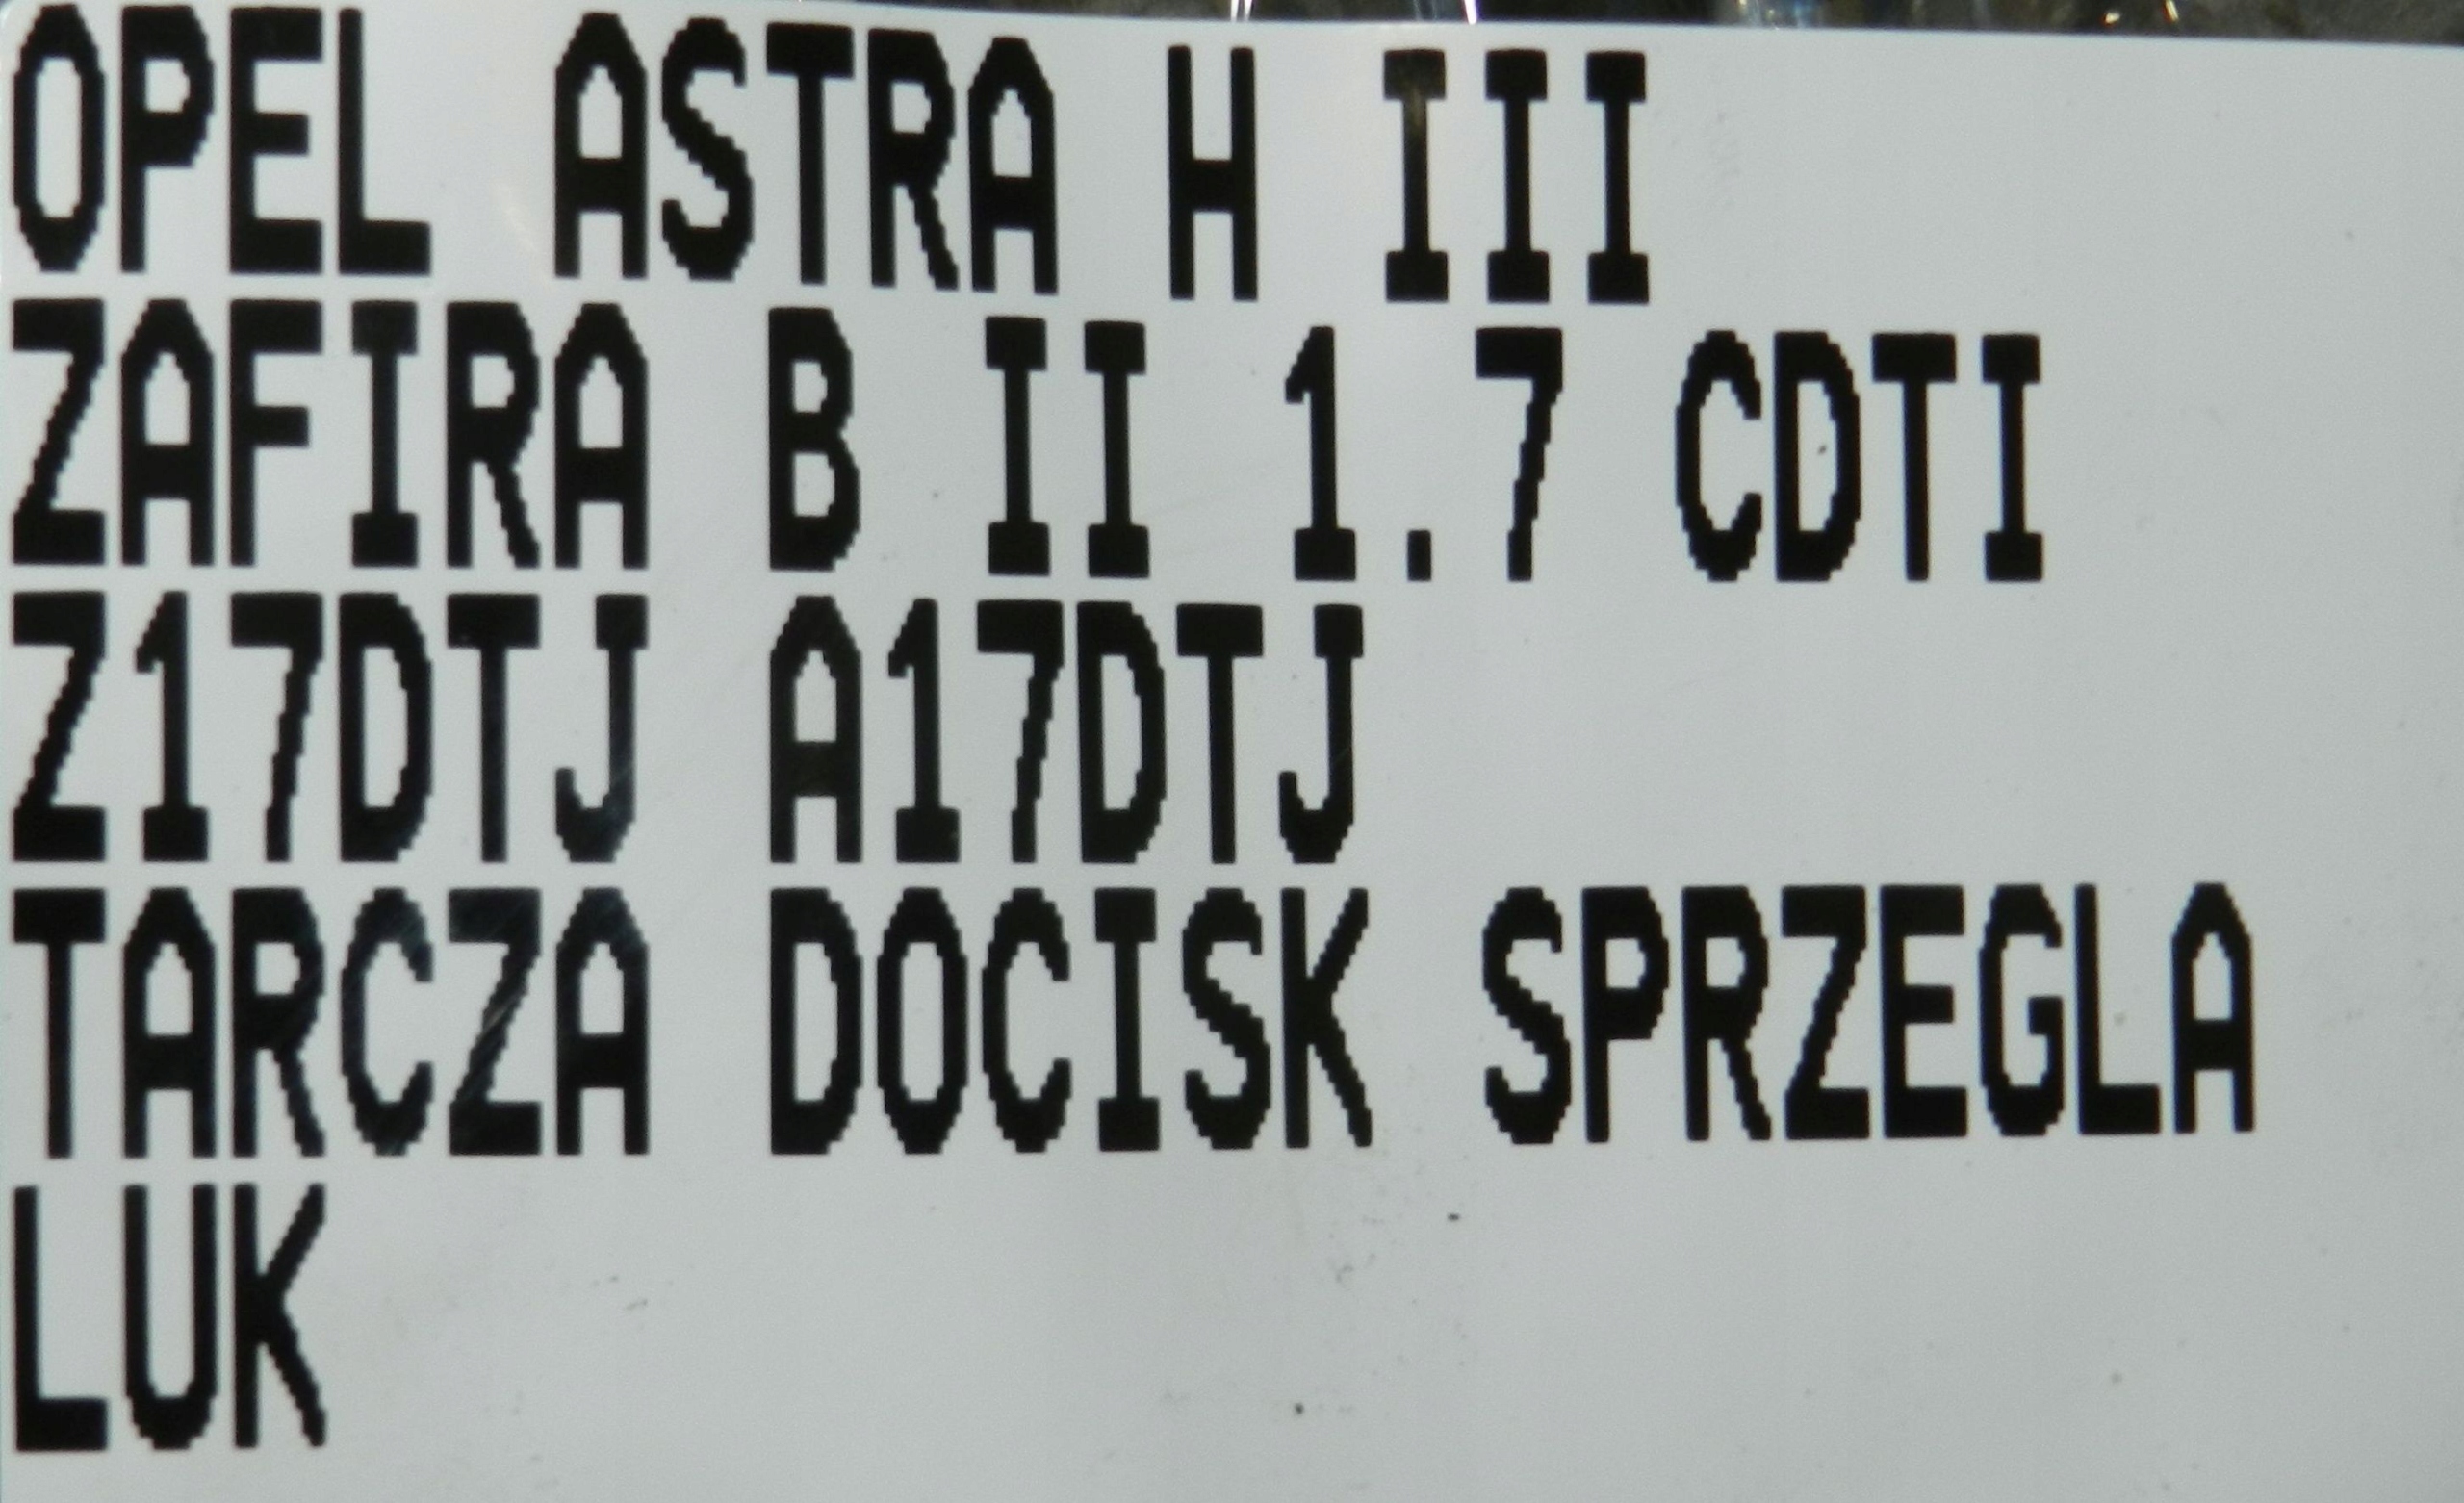 OPEL ASTRA H III
ZAFIRA B II 1.7 CDTI
Z17DTJ A17DTJ
TARCZA DOCISK SPRZEGLA
LUK